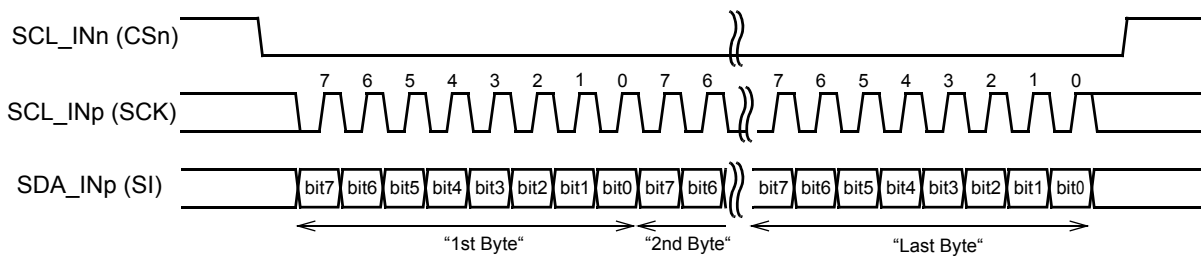 SCL_INn (CSn)
7 6 5 4 3 2 1 0 7 6 7 6 5 4 3 2 1 0
SCL_INp (SCK)
SDA_INp (SI)
bit7 bit6 bit5 bit4 bit3 bit2 bit1 bit0 bit7 bit6 bit7 bit6 bit5 bit4 bit3 bit2 bit1 bit0
“1st Byte“ “2nd Byte“ “Last Byte“